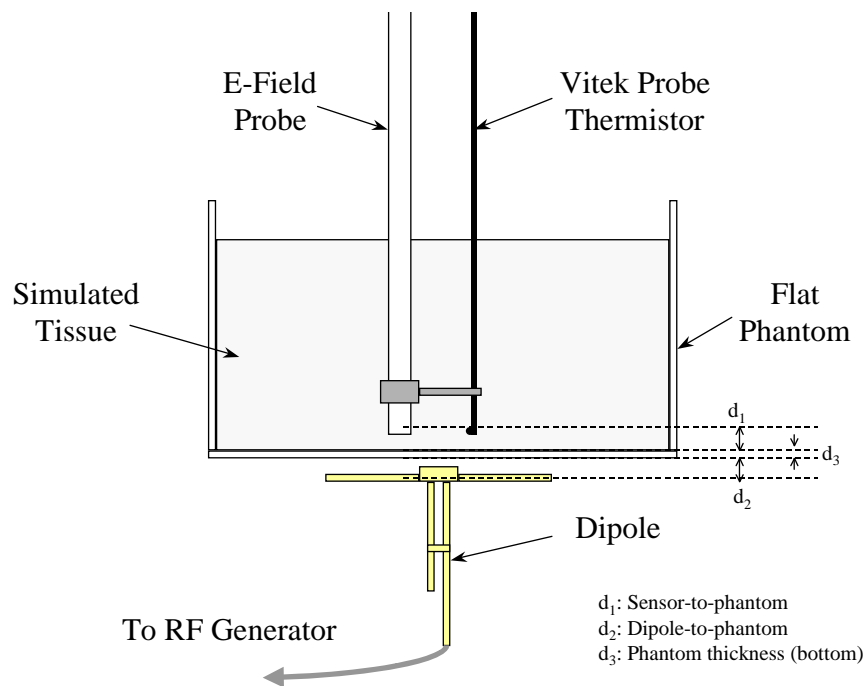 E-Field
Probe
Vitek Probe
Thermistor
Simulated
Tissue
Flat
Phantom
d₁
d₃
d₂
Dipole
To RF Generator
d₁: Sensor-to-phantom
d₂: Dipole-to-phantom
d₃: Phantom thickness (bottom)